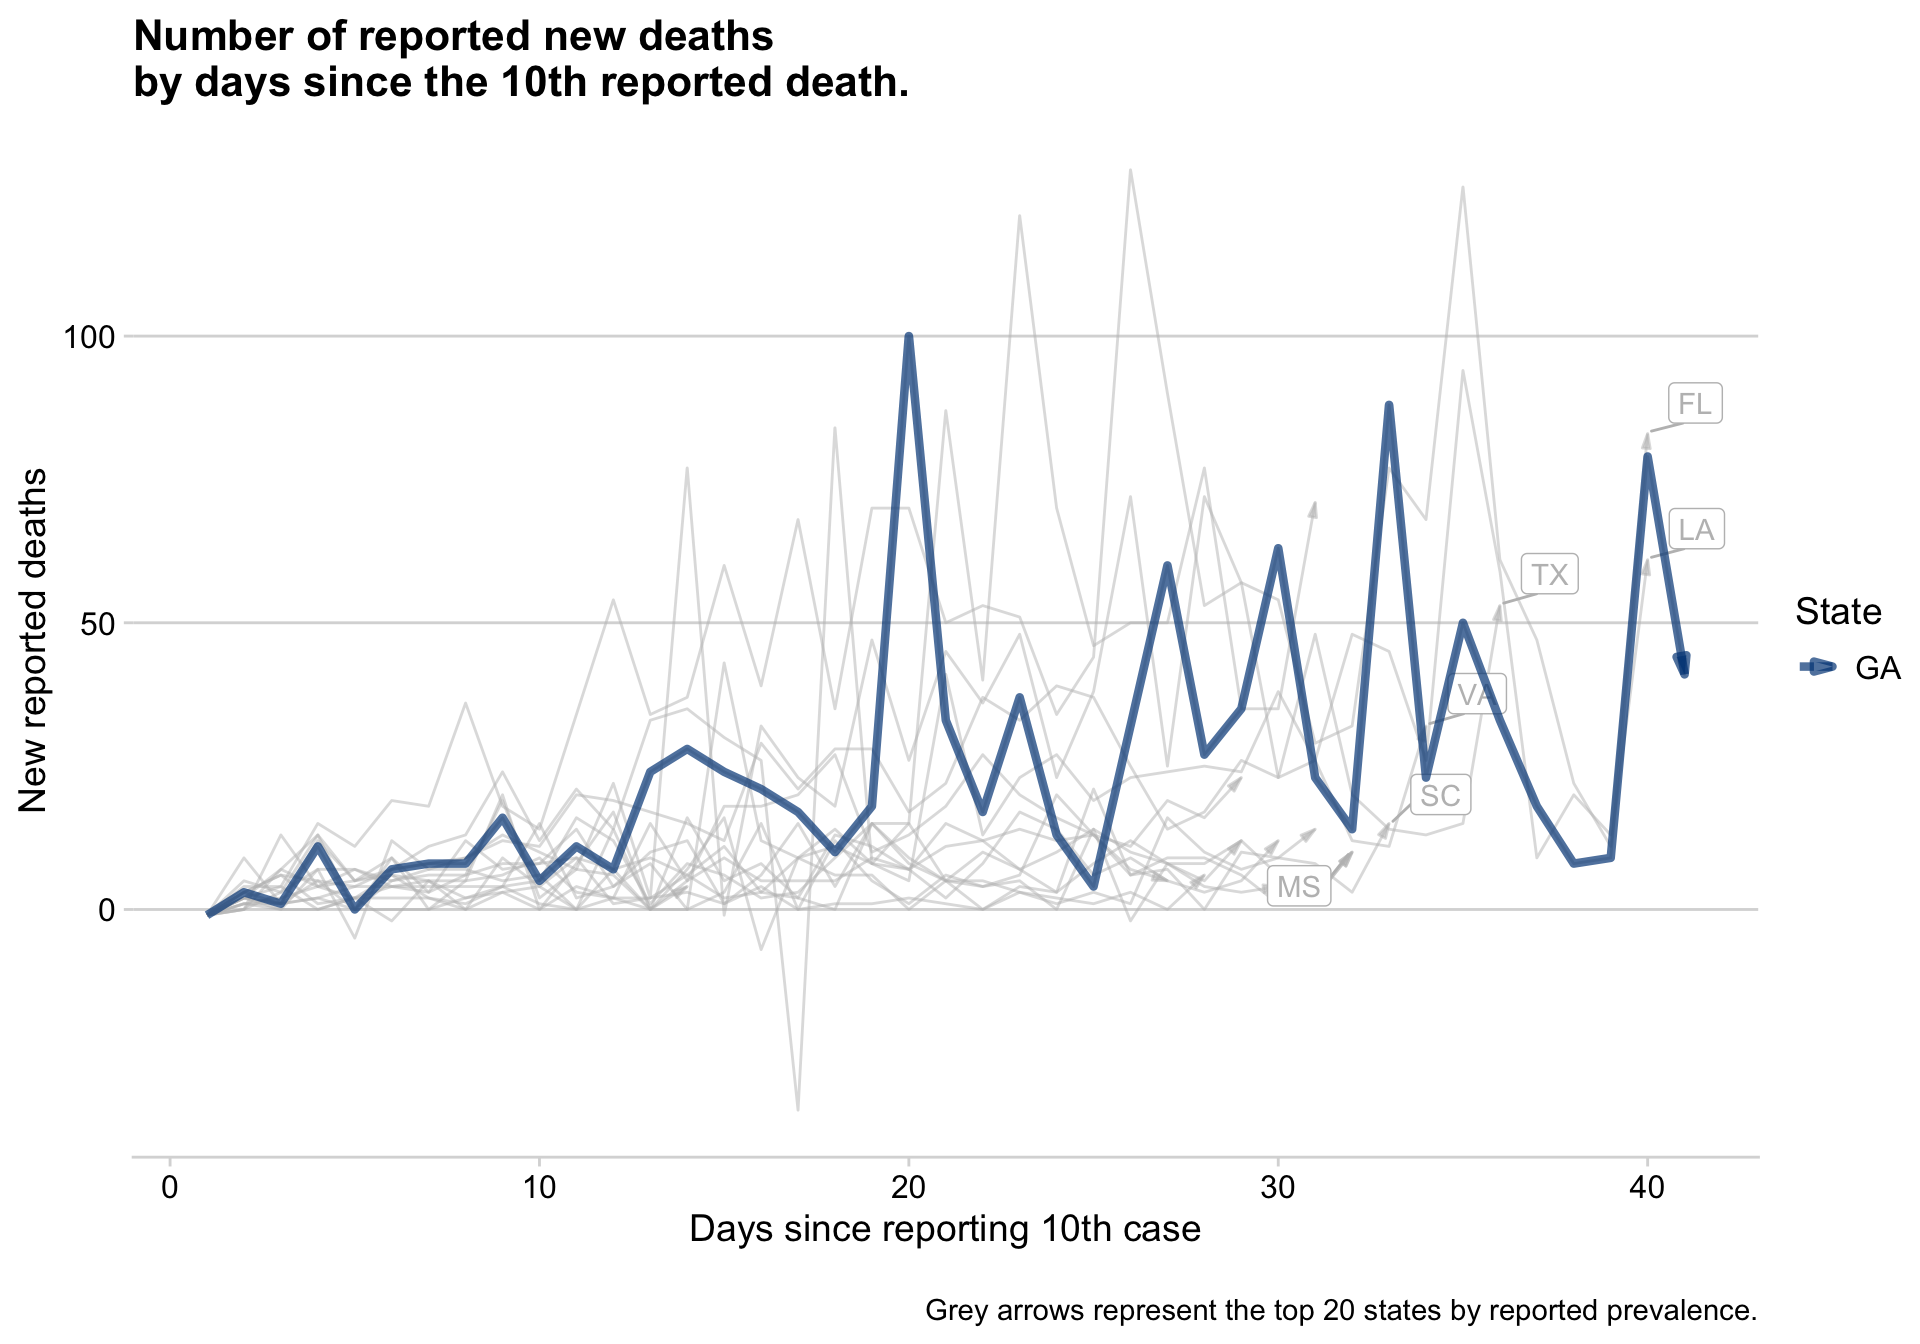 Number of reported new deaths
by days since the 10th reported death.
100
50
0
New reported deaths
FL
LA
TX
VA
SC
MS
State
GA
0 10 20 30 40
Days since reporting 10th case
Grey arrows represent the top 20 states by reported prevalence.